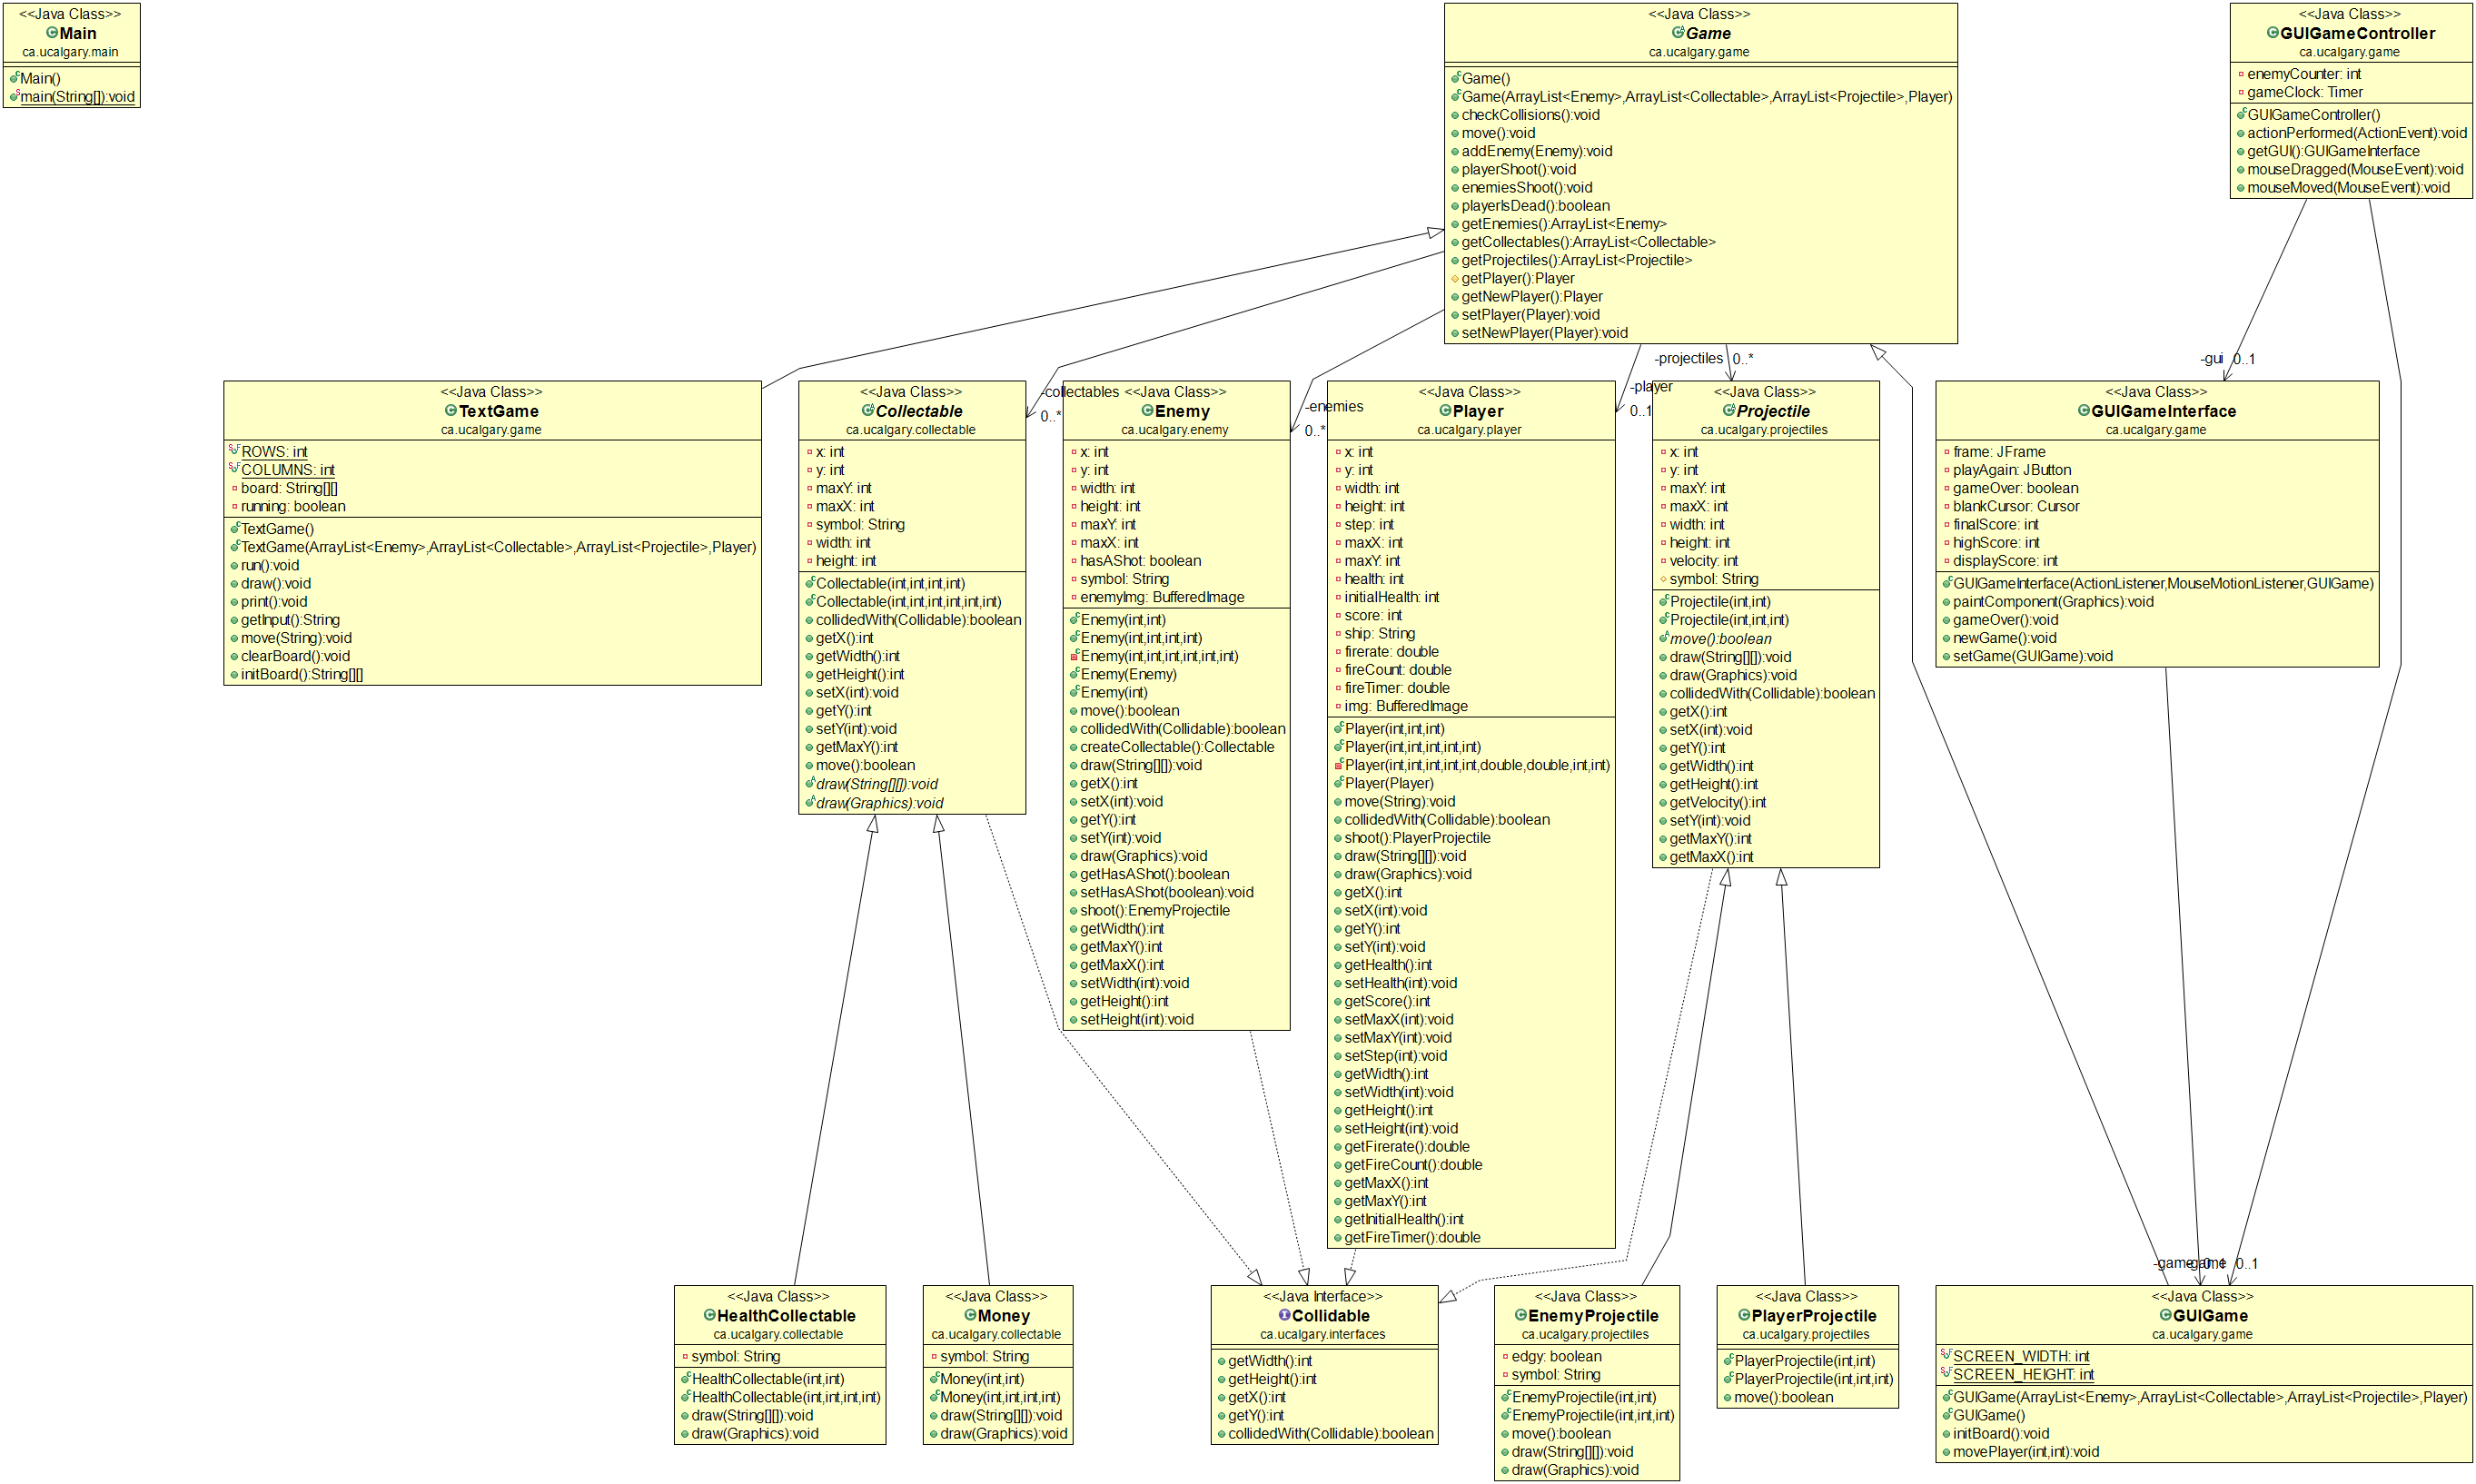 <<Java Class>>
Main
ca.ucalgary.main
Main()
main(String[]):void
<<Java Class>>
Game
ca.ucalgary.game
Game()
Game(ArrayList<Enemy>,ArrayList<Collectable>,ArrayList<Projectile>,Player)
checkCollisions():void
move():void
addEnemy(Enemy):void
playerShoot():void
enemiesShoot():void
playerIsDead():boolean
getEnemies():ArrayList<Enemy>
getCollectables():ArrayList<Collectable>
getProjectiles():ArrayList<Projectile>
getPlayer():Player
getNewPlayer():Player
setPlayer(Player):void
setNewPlayer(Player):void
<<Java Class>>
GUIGameController
ca.ucalgary.game
enemyCounter: int
gameClock: Timer
GUIGameController()
actionPerformed(ActionEvent):void
getGUI():GUIGameInterface
mouseDragged(MouseEvent):void
mouseMoved(MouseEvent):void
-projectiles 0..*
-gui 0..1
-player
0..1
-collectables
0..*
-enemies
0..*
<<Java Class>>
TextGame
ca.ucalgary.game
ROWS: int
COLUMNS: int
board: String[][]
running: boolean
TextGame()
TextGame(ArrayList<Enemy>,ArrayList<Collectable>,ArrayList<Projectile>,Player)
run():void
draw():void
print():void
getInput():String
move(String):void
clearBoard():void
initBoard():String[][]
<<Java Class>>
Collectable
ca.ucalgary.collectable
x: int
y: int
maxY: int
maxX: int
symbol: String
width: int
height: int
Collectable(int,int,int,int)
Collectable(int,int,int,int,int,int)
collidedWith(Collidable):boolean
getX():int
getWidth():int
getHeight():int
setX(int):void
getY():int
setY(int):void
getMaxY():int
move():boolean
draw(String[][]):void
draw(Graphics):void
<<Java Class>>
Enemy
ca.ucalgary.enemy
x: int
y: int
width: int
height: int
maxY: int
maxX: int
hasAShot: boolean
symbol: String
enemyImg: BufferedImage
Enemy(int,int)
Enemy(int,int,int,int)
Enemy(int,int,int,int,int,int)
Enemy(Enemy)
Enemy(int)
move():boolean
collidedWith(Collidable):boolean
createCollectable():Collectable
draw(String[][]):void
getX():int
setX(int):void
getY():int
setY(int):void
draw(Graphics):void
getHasAShot():boolean
setHasAShot(boolean):void
shoot():EnemyProjectile
getWidth():int
getMaxY():int
getMaxX():int
setWidth(int):void
getHeight():int
setHeight(int):void
<<Java Class>>
Player
ca.ucalgary.player
x: int
y: int
width: int
height: int
step: int
maxX: int
maxY: int
health: int
initialHealth: int
score: int
ship: String
firerate: double
fireCount: double
fireTimer: double
img: BufferedImage
Player(int,int,int)
Player(int,int,int,int,int)
Player(int,int,int,int,int,double,double,int,int)
Player(Player)
move(String):void
collidedWith(Collidable):boolean
shoot():PlayerProjectile
draw(String[][]):void
draw(Graphics):void
getX():int
setX(int):void
getY():int
setY(int):void
getHealth():int
setHealth(int):void
getScore():int
setMaxX(int):void
setMaxY(int):void
setStep(int):void
getWidth():int
setWidth(int):void
getHeight():int
setHeight(int):void
getFirerate():double
getFireCount():double
getMaxX():int
getMaxY():int
getInitialHealth():int
getFireTimer():double
<<Java Class>>
Projectile
ca.ucalgary.projectiles
x: int
y: int
maxY: int
maxX: int
width: int
height: int
velocity: int
symbol: String
Projectile(int,int)
Projectile(int,int,int)
move():boolean
draw(String[][]):void
draw(Graphics):void
collidedWith(Collidable):boolean
getX():int
setX(int):void
getY():int
getWidth():int
getHeight():int
getVelocity():int
setY(int):void
getMaxY():int
getMaxX():int
<<Java Class>>
GUIGameInterface
ca.ucalgary.game
frame: JFrame
playAgain: JButton
gameOver: boolean
blankCursor: Cursor
finalScore: int
highScore: int
displayScore: int
GUIGameInterface(ActionListener,MouseMotionListener,GUIGame)
paintComponent(Graphics):void
gameOver():void
newGame():void
setGame(GUIGame):void
-game 0..1
-game 0..1
<<Java Class>>
HealthCollectable
ca.ucalgary.collectable
symbol: String
HealthCollectable(int,int)
HealthCollectable(int,int,int,int)
draw(String[][]):void
draw(Graphics):void
<<Java Class>>
Money
ca.ucalgary.collectable
symbol: String
Money(int,int)
Money(int,int,int,int)
draw(String[][]):void
draw(Graphics):void
<<Java Interface>>
Collidable
ca.ucalgary.interfaces
getWidth():int
getHeight():int
getX():int
getY():int
collidedWith(Collidable):boolean
<<Java Class>>
EnemyProjectile
ca.ucalgary.projectiles
edgy: boolean
symbol: String
EnemyProjectile(int,int)
EnemyProjectile(int,int,int)
move():boolean
draw(String[][]):void
draw(Graphics):void
<<Java Class>>
PlayerProjectile
ca.ucalgary.projectiles
PlayerProjectile(int,int)
PlayerProjectile(int,int,int)
move():boolean
<<Java Class>>
GUIGame
ca.ucalgary.game
SCREEN_WIDTH: int
SCREEN_HEIGHT: int
GUIGame(ArrayList<Enemy>,ArrayList<Collectable>,ArrayList<Projectile>,Player)
GUIGame()
initBoard():void
movePlayer(int,int):void